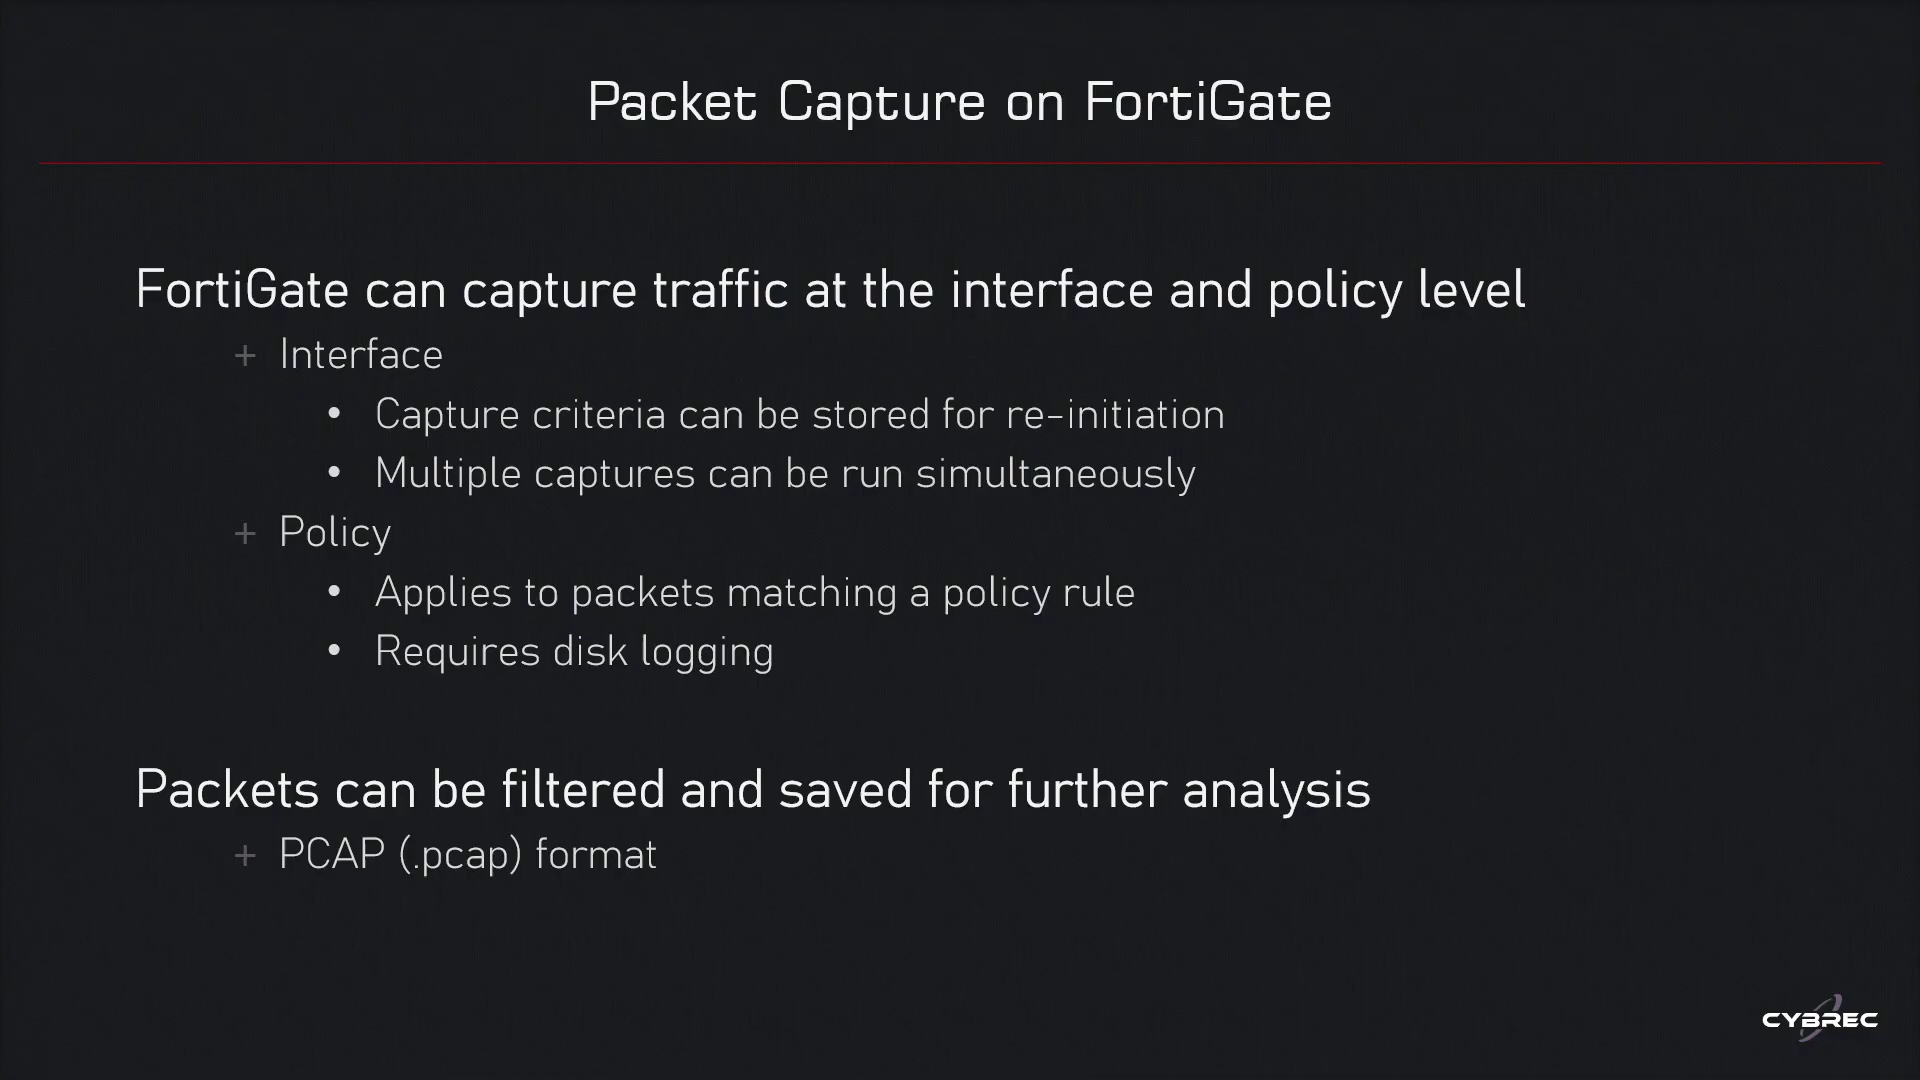 Packet Capture on FortiGate
FortiGate can capture traffic at the interface and policy level
+ Interface
• Capture criteria can be stored for re-initiation
• Multiple captures can be run simultaneously
+ Policy
• Applies to packets matching a policy rule
• Requires disk logging
Packets can be filtered and saved for further analysis
+ PCAP (.pcap) format
CYBREC